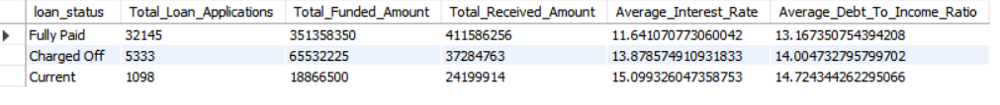 loan_status Total_Loan_Applications Total_Funded_Amount Total_Received_Amount Average_Interest_Rate Average_Debt_To_Income_Ratio
Fully Paid 32145 351358350 411586256 11.641070773060042 13.167350754394208
Charged Off 5333 65532225 37284763 13.878574910931833 14.004732795799702
Current 1098 18866500 24199914 15.099326047358753 14.724344262295066